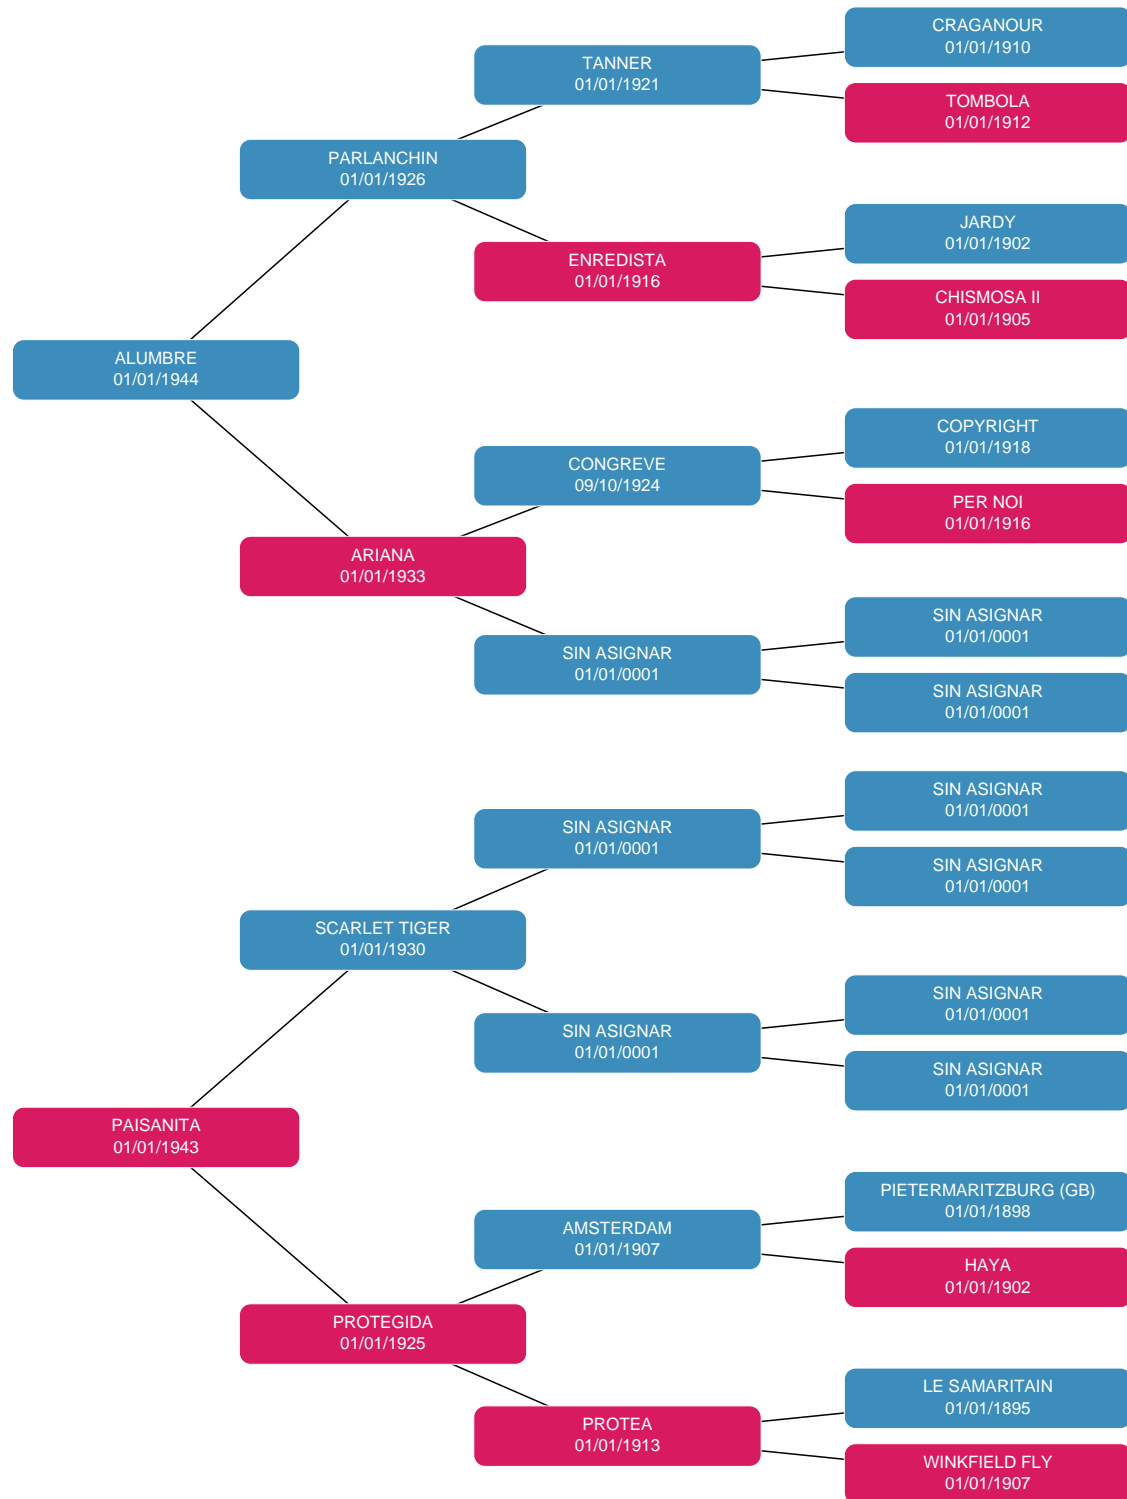 CRAGANOUR
01/01/1910
TANNER
01/01/1921
TOMBOLA
01/01/1912
PARLANCHIN
01/01/1926
JARDY
01/01/1902
ENREDISTA
01/01/1916
CHISMOSA II
01/01/1905
ALUMBRE
01/01/1944
COPYRIGHT
01/01/1918
CONGREVE
09/10/1924
PER NOI
01/01/1916
ARIANA
01/01/1933
SIN ASIGNAR
01/01/0001
SIN ASIGNAR
01/01/0001
SIN ASIGNAR
01/01/0001
SIN ASIGNAR
01/01/0001
SIN ASIGNAR
01/01/0001
SIN ASIGNAR
01/01/0001
SCARLET TIGER
01/01/1930
SIN ASIGNAR
01/01/0001
SIN ASIGNAR
01/01/0001
SIN ASIGNAR
01/01/0001
PAISANITA
01/01/1943
PIETERMARITZBURG (GB)
01/01/1898
AMSTERDAM
01/01/1907
HAYA
01/01/1902
PROTEGIDA
01/01/1925
LE SAMARITAIN
01/01/1895
PROTEA
01/01/1913
WINKFIELD FLY
01/01/1907